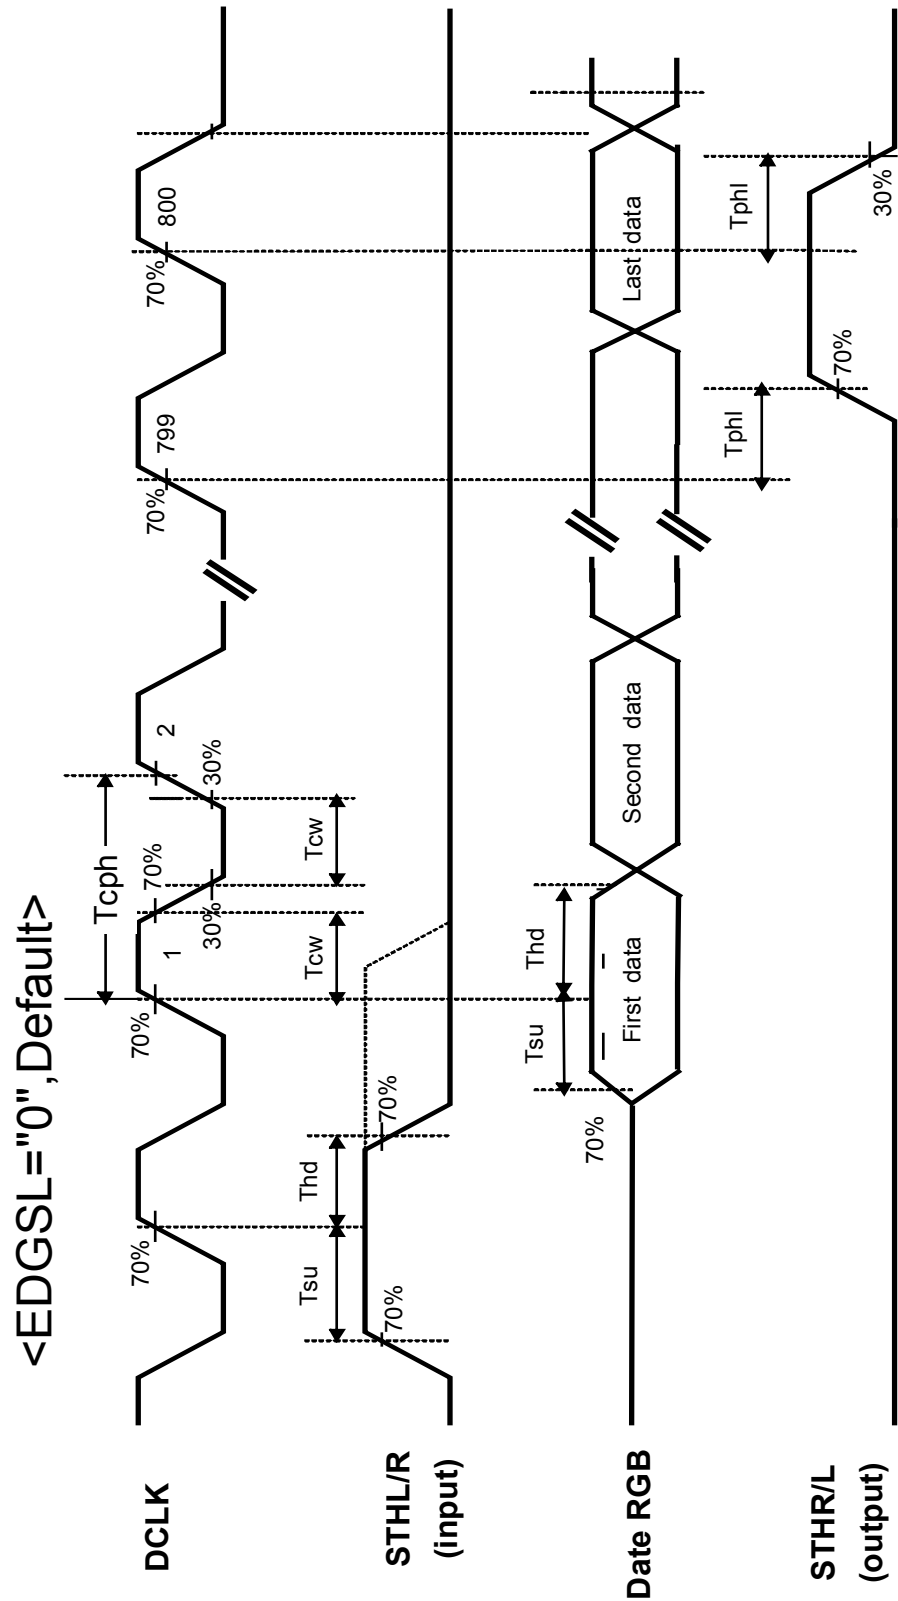 <EDGSL="0",Default>
Tcph
DCLK
70%
70%
1
70%
30%
30%
2
70%
799
70%
800
STHL/R
(input)
Tsu
Thd
Tcw
Tcw
70%
70%
Date RGB
70%
Tsu
Thd
First data
Second data
Last data
STHR/L
(output)
Tphl
70%
Tphl
30%